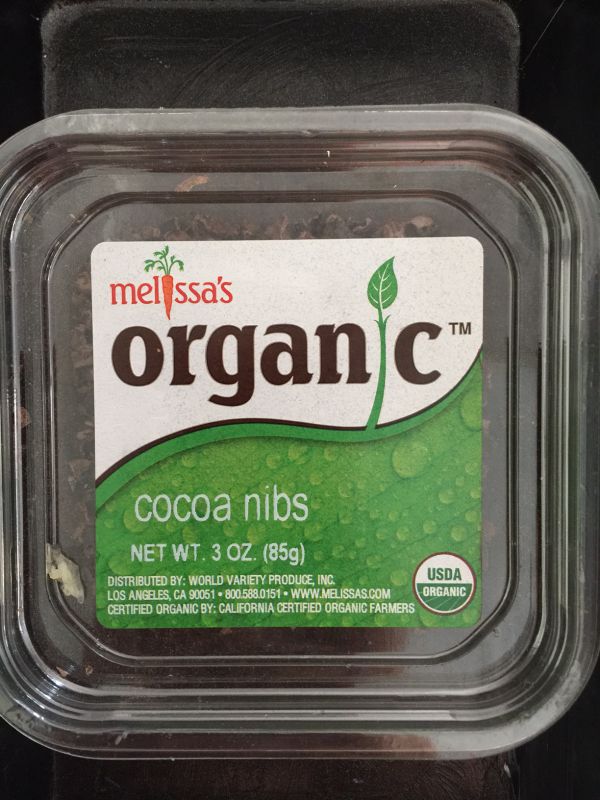 melissa's
organic™
cocoa nibs
NET WT. 3 OZ. (85g)
DISTRIBUTED BY: WORLD VARIETY PRODUCE, INC.
LOS ANGELES, CA 90051 • 800.588.0151 • WWW.MELISSAS.COM
CERTIFIED ORGANIC BY: CALIFORNIA CERTIFIED ORGANIC FARMERS
USDA
ORGANIC